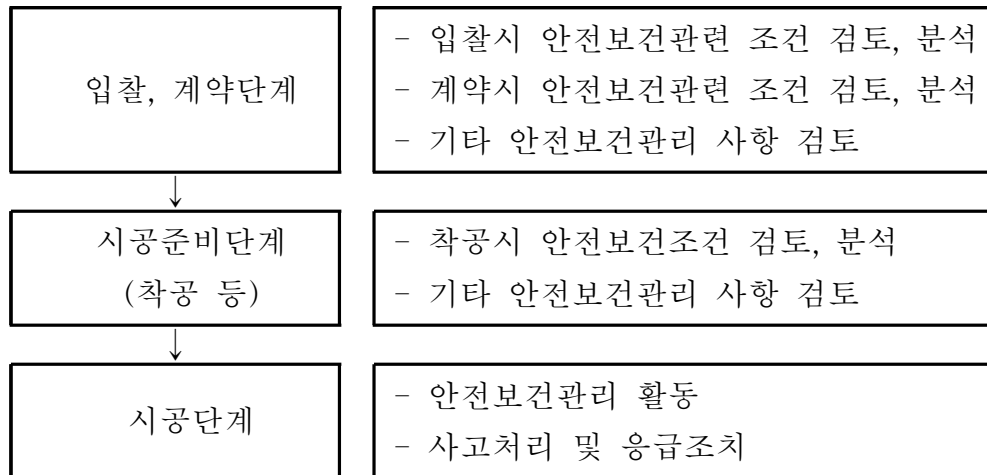 입찰, 계약단계
- 입찰시 안전보건관련 조건 검토, 분석
- 계약시 안전보건관련 조건 검토, 분석
- 기타 안전보건관리 사항 검토
시공준비단계
(착공 등)
- 착공시 안전보건조건 검토, 분석
- 기타 안전보건관리 사항 검토
시공단계
- 안전보건관리 활동
- 사고처리 및 응급조치